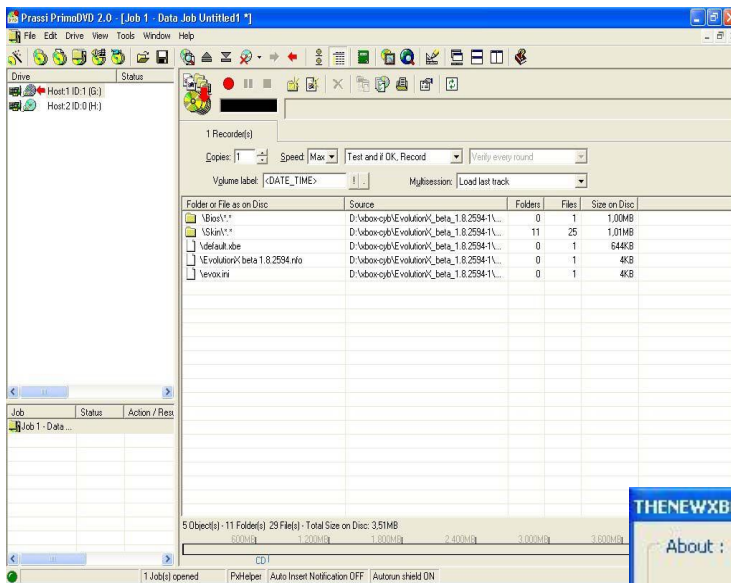 Prassi PrimoDVD 2.0 - [Job 1 - Data Job Untitled1 *]
File Edit Drive View Tools Window Help
Drive Status
Host:1 ID:1 (G:)
Host:2 ID:0 (H:)
1 Recorder(s)
Copies: 1 Speed: Max Test and if OK, Record Verify every round
Volume label: <DATE_TIME> ! . Multisession: Load last track
Folder or File as on Disc Source Folders Files Size on Disc
\Bios\*.* D:\xbox-cyb\EvolutionX_beta_1.8.2594-1\... 0 1 1,00MB
\Skin\*.* D:\xbox-cyb\EvolutionX_beta_1.8.2594-1\... 11 25 1,01MB
\default.xbe D:\xbox-cyb\EvolutionX_beta_1.8.2594-1\... 0 1 644KB
\EvolutionX beta 1.8.2594.nfo D:\xbox-cyb\EvolutionX_beta_1.8.2594-1\... 0 1 4KB
\evox.ini D:\xbox-cyb\EvolutionX_beta_1.8.2594-1\... 0 1 4KB
Job Status Action / Resu
Job 1 - Data ...
5 Object(s) - 11 Folder(s) 29 File(s) - Total Size on Disc: 3,51MB
600MB 1.200MB 1.800MB 2.400MB 3.000MB 3.600MB
CD
THENEWXB
About :
1 Job(s) opened PxHelper Auto Insert Notification OFF Autorun shield ON